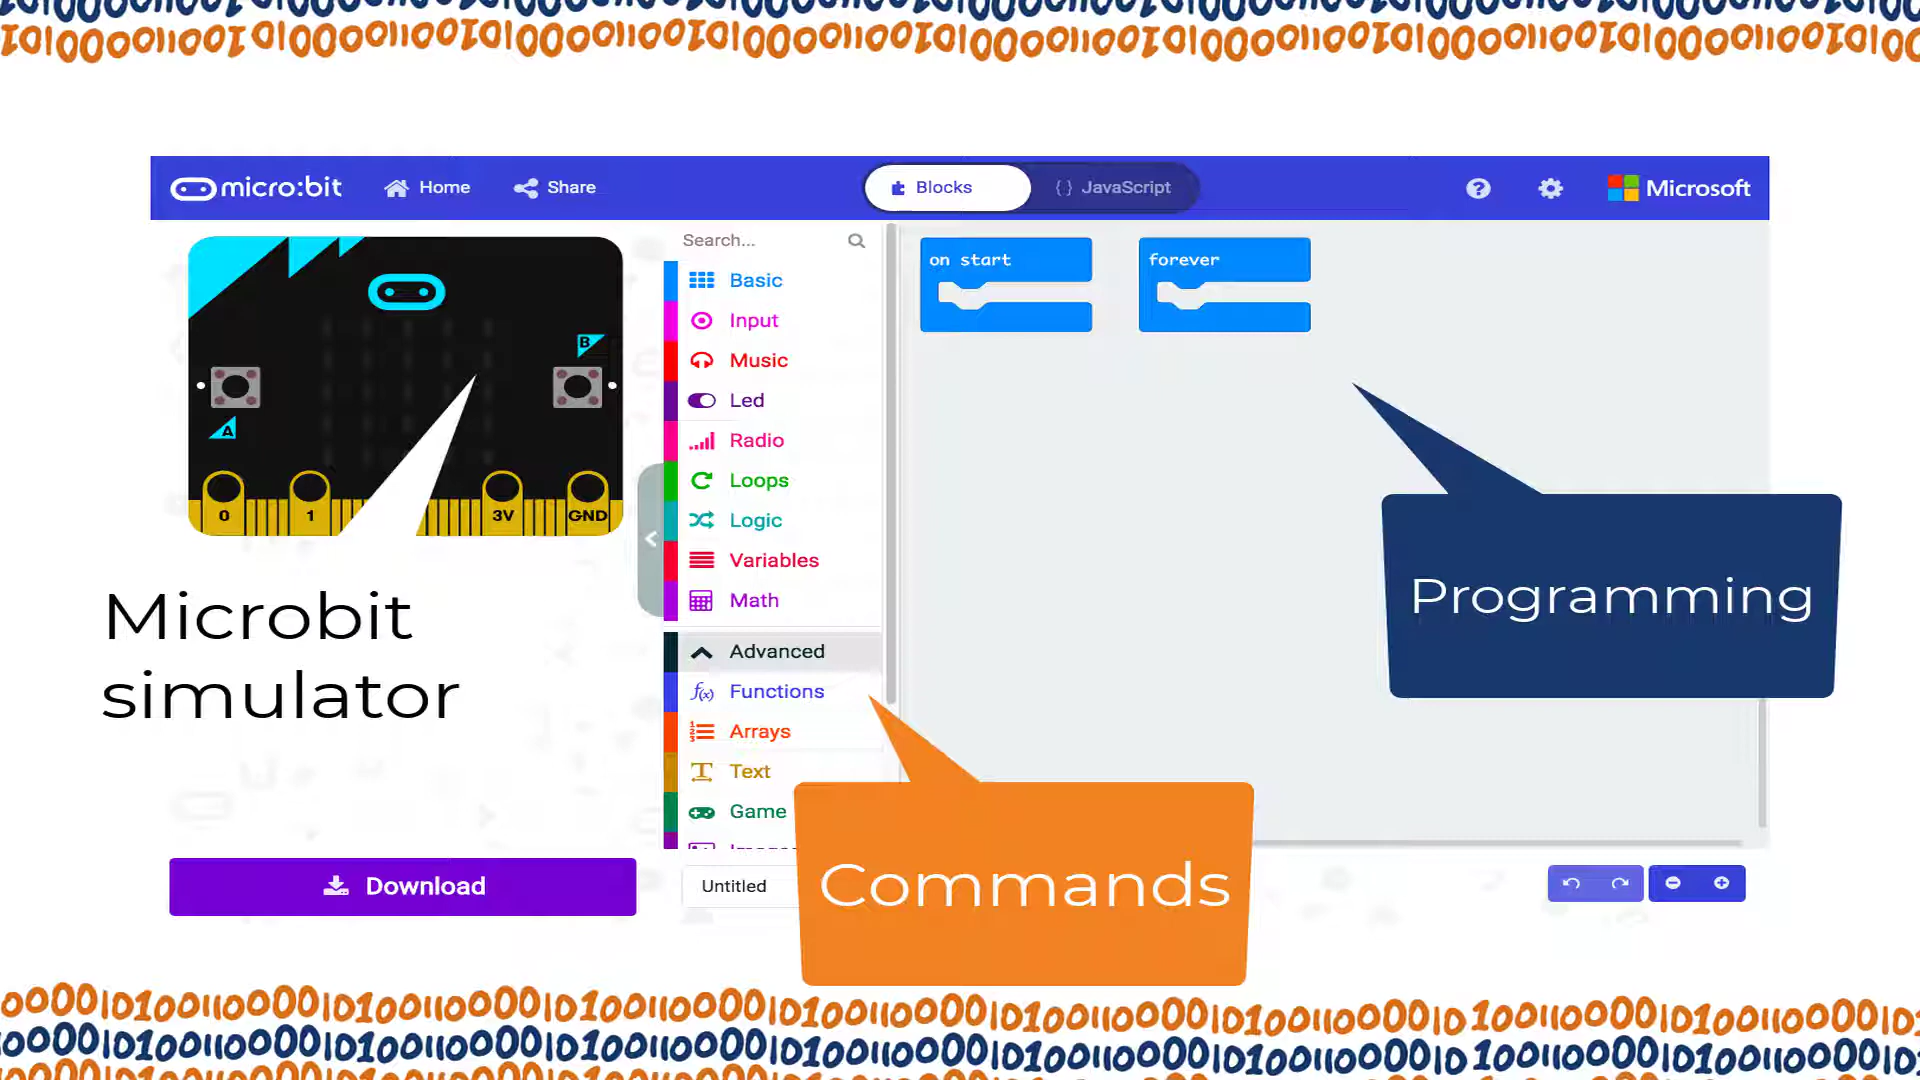 micro:bit
Home
Share
Blocks
{ } JavaScript
?
Microsoft
Search...
Basic
Input
Music
Led
Radio
Loops
Logic
Variables
Math
Advanced
f(x) Functions
Arrays
Text
Game
on start
forever
B
A
0
1
3V
GND
Microbit
simulator
Programming
Commands
Download
Untitled